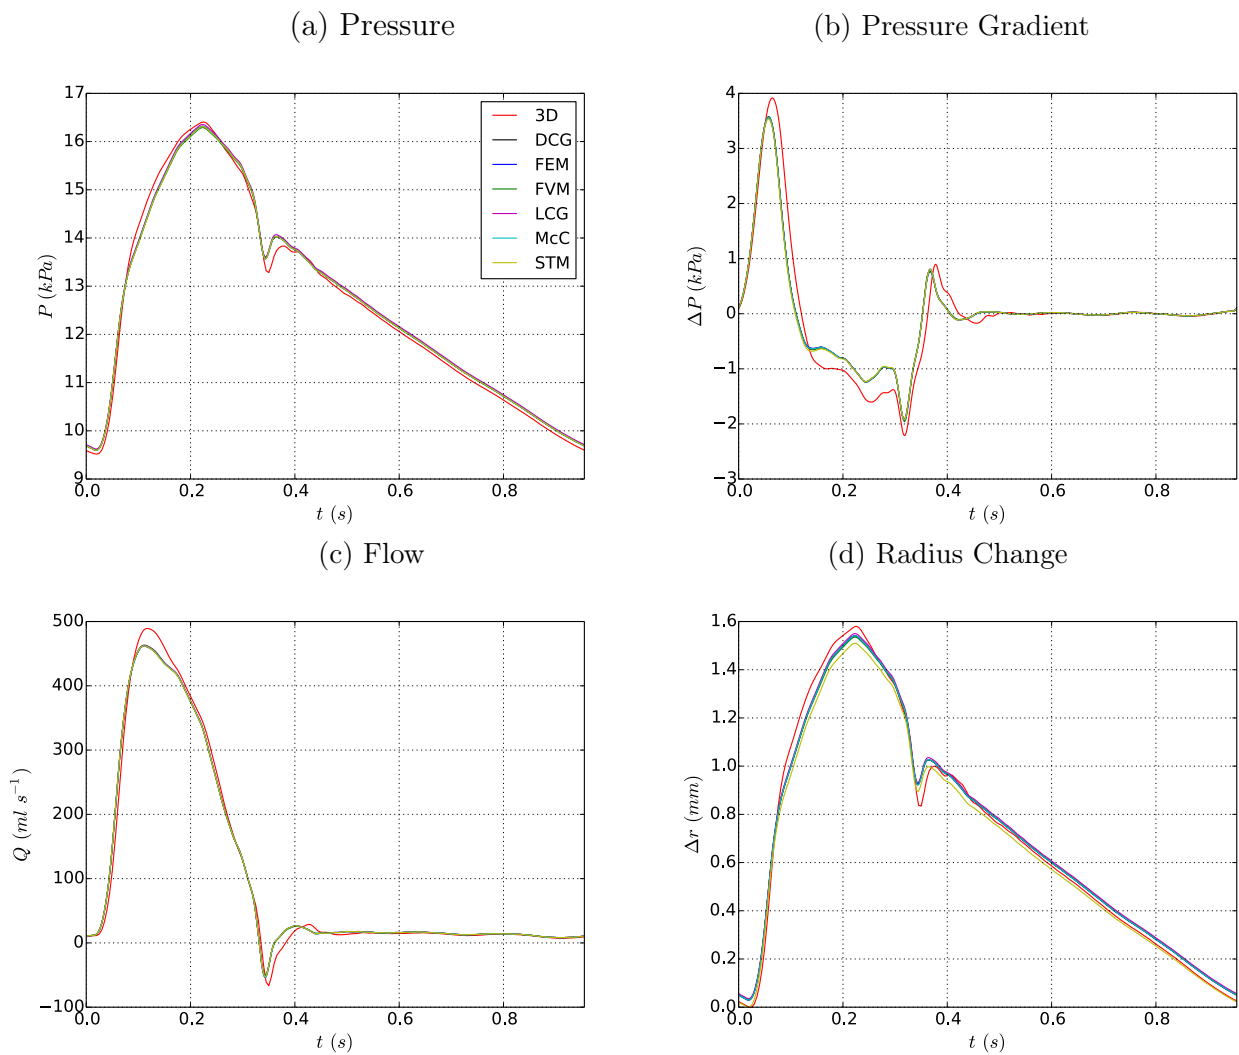 (a) Pressure
17
16
15
14
13
12
11
10
9
P (kPa)
0.0 0.2 0.4 0.6 0.8
t (s)
3D
DCG
FEM
FVM
LCG
McC
STM
(b) Pressure Gradient
4
3
2
1
0
−1
−2
−3
ΔP (kPa)
0.0 0.2 0.4 0.6 0.8
t (s)
(c) Flow
500
400
300
200
100
0
−100
Q (ml s⁻¹)
0.0 0.2 0.4 0.6 0.8
t (s)
(d) Radius Change
1.6
1.4
1.2
1.0
0.8
0.6
0.4
0.2
0.0
Δr (mm)
0.0 0.2 0.4 0.6 0.8
t (s)